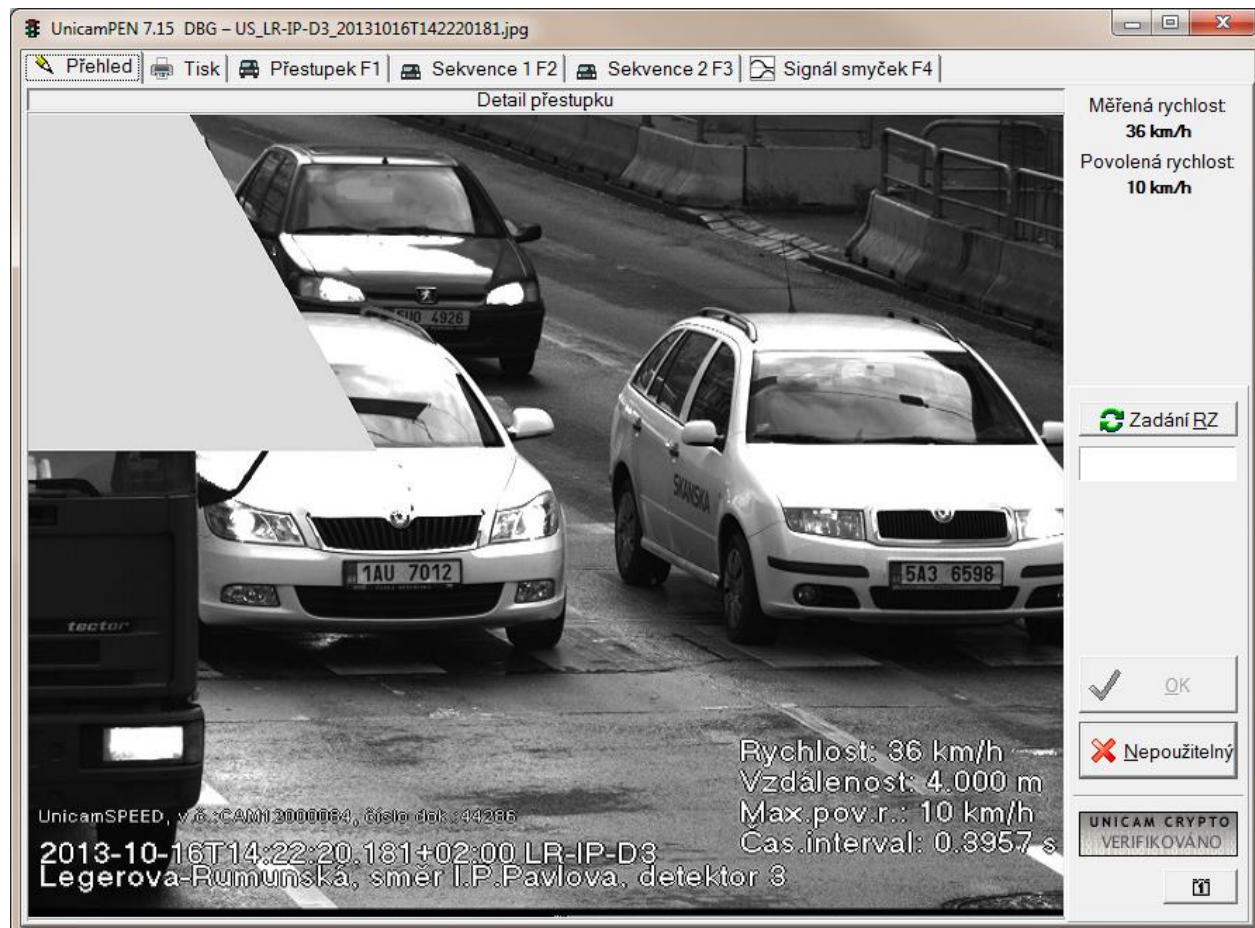 UnicamPEN 7.15 DBG – US_LR-IP-D3_20131016T142220181.jpg
Přehled Tisk Přestupek F1 Sekvence 1 F2 Sekvence 2 F3 Signál smyček F4
Detail přestupku
Měřená rychlost:
36 km/h
Povolená rychlost:
10 km/h
5U0 4926
Zadání RZ
SKANSKA
1AU 7012
5A3 6598
tector
OK
Nepoužitelný
Rychlost: 36 km/h
Vzdálenost: 4.000 m
Max.pov.r.: 10 km/h
Čas.interval: 0.3957 s
UnicamSPEED, v.č.:CAM12000064, číslo dok.:44286
2013-10-16T14:22:20.181+02:00 LR-IP-D3
Legerova-Rumunská, směr I.P.Pavlova, detektor 3
UNICAM CRYPTO
VERIFIKOVÁNO